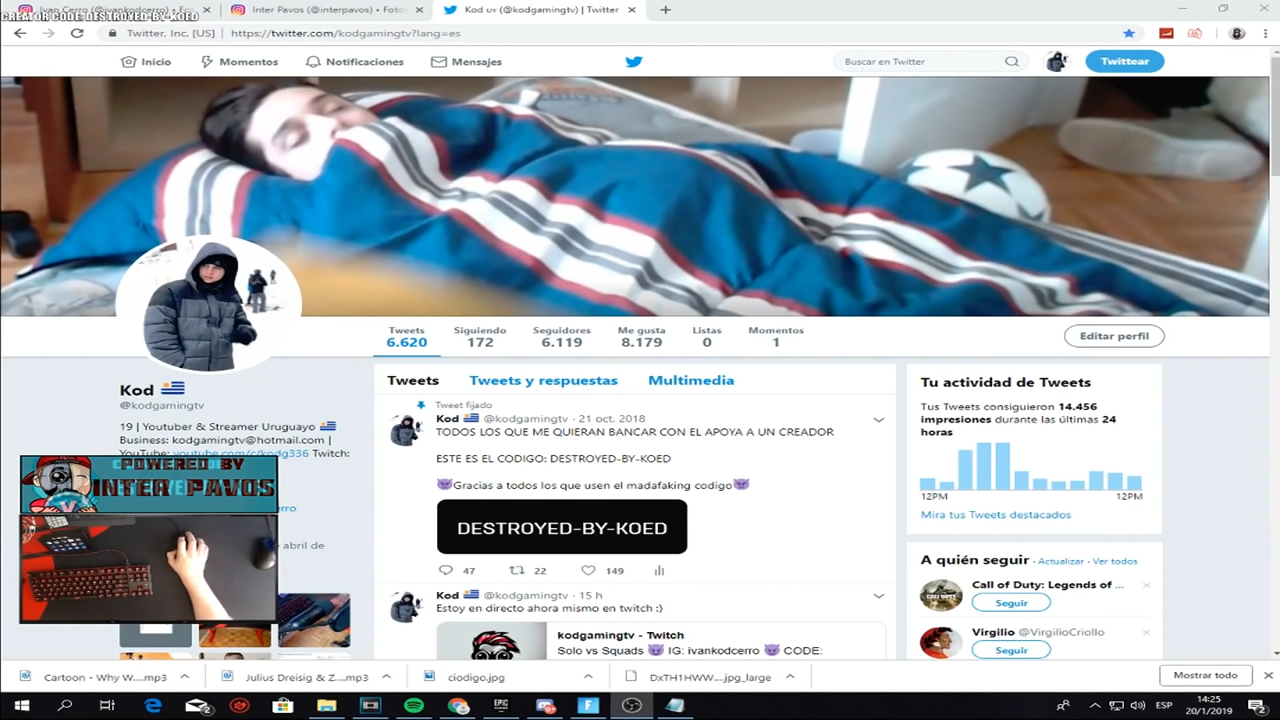 CREATOR CODE DESTROYED-BY-KOED
Ivan Cerro (@ivankodcerro)
Inter Pavos (@interpavos) • Fotos
Kod uy (@kodgamingtv) | Twitter
Twitter, Inc. [US] | https://twitter.com/kodgamingtv?lang=es
Inicio Momentos Notificaciones Mensajes Buscar en Twitter Twittear
Tweets Siguiendo Seguidores Me gusta Listas Momentos
6.620 172 6.119 8.179 0 1
Editar perfil
Kod
@kodgamingtv
19 | Youtuber & Streamer Uruguayo
Business: kodgamingtv@hotmail.com |
YouTube: youtube.com/c/kodg336 Twitch:
POWERED BY
INTER PAVOS
erro
abril de
Tweets Tweets y respuestas Multimedia
Tweet fijado
Kod @kodgamingtv · 21 oct. 2018
TODOS LOS QUE ME QUIERAN BANCAR CON EL APOYA A UN CREADOR
ESTE ES EL CODIGO: DESTROYED-BY-KOED
😈Gracias a todos los que usen el madafaking codigo😈
DESTROYED-BY-KOED
47 22 149
Kod @kodgamingtv · 15 h
Estoy en directo ahora mismo en twitch :)
kodgamingtv - Twitch
Solo vs Squads 😈 IG: ivankodcerro 😈 CODE:
Tu actividad de Tweets
Tus Tweets consiguieron 14.456
impresiones durante las últimas 24
horas
12PM 12PM
Mira tus Tweets destacados
A quién seguir · Actualizar · Ver todos
Call of Duty: Legends of ...
Seguir
Virgilio @VirgilioCriollo
Seguir
Cartoon - Why W....mp3
Julius Dreisig & Z....mp3
ciodigo.jpg
DxTH1HWW....jpg_large
Mostrar todo
EPIC
ESP
14:25
20/1/2019
2